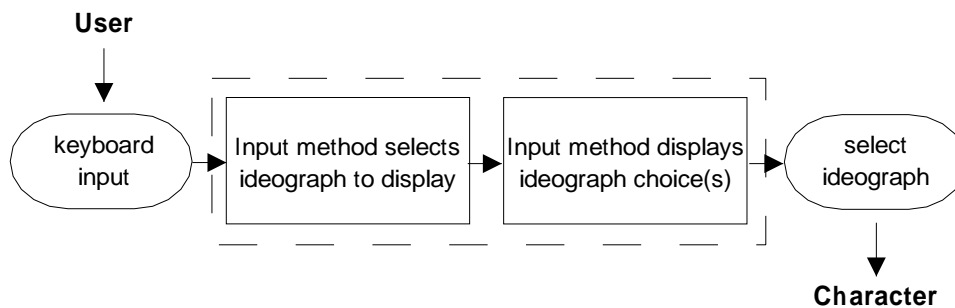 User
keyboard
input
Input method selects
ideograph to display
Input method displays
ideograph choice(s)
select
ideograph
Character